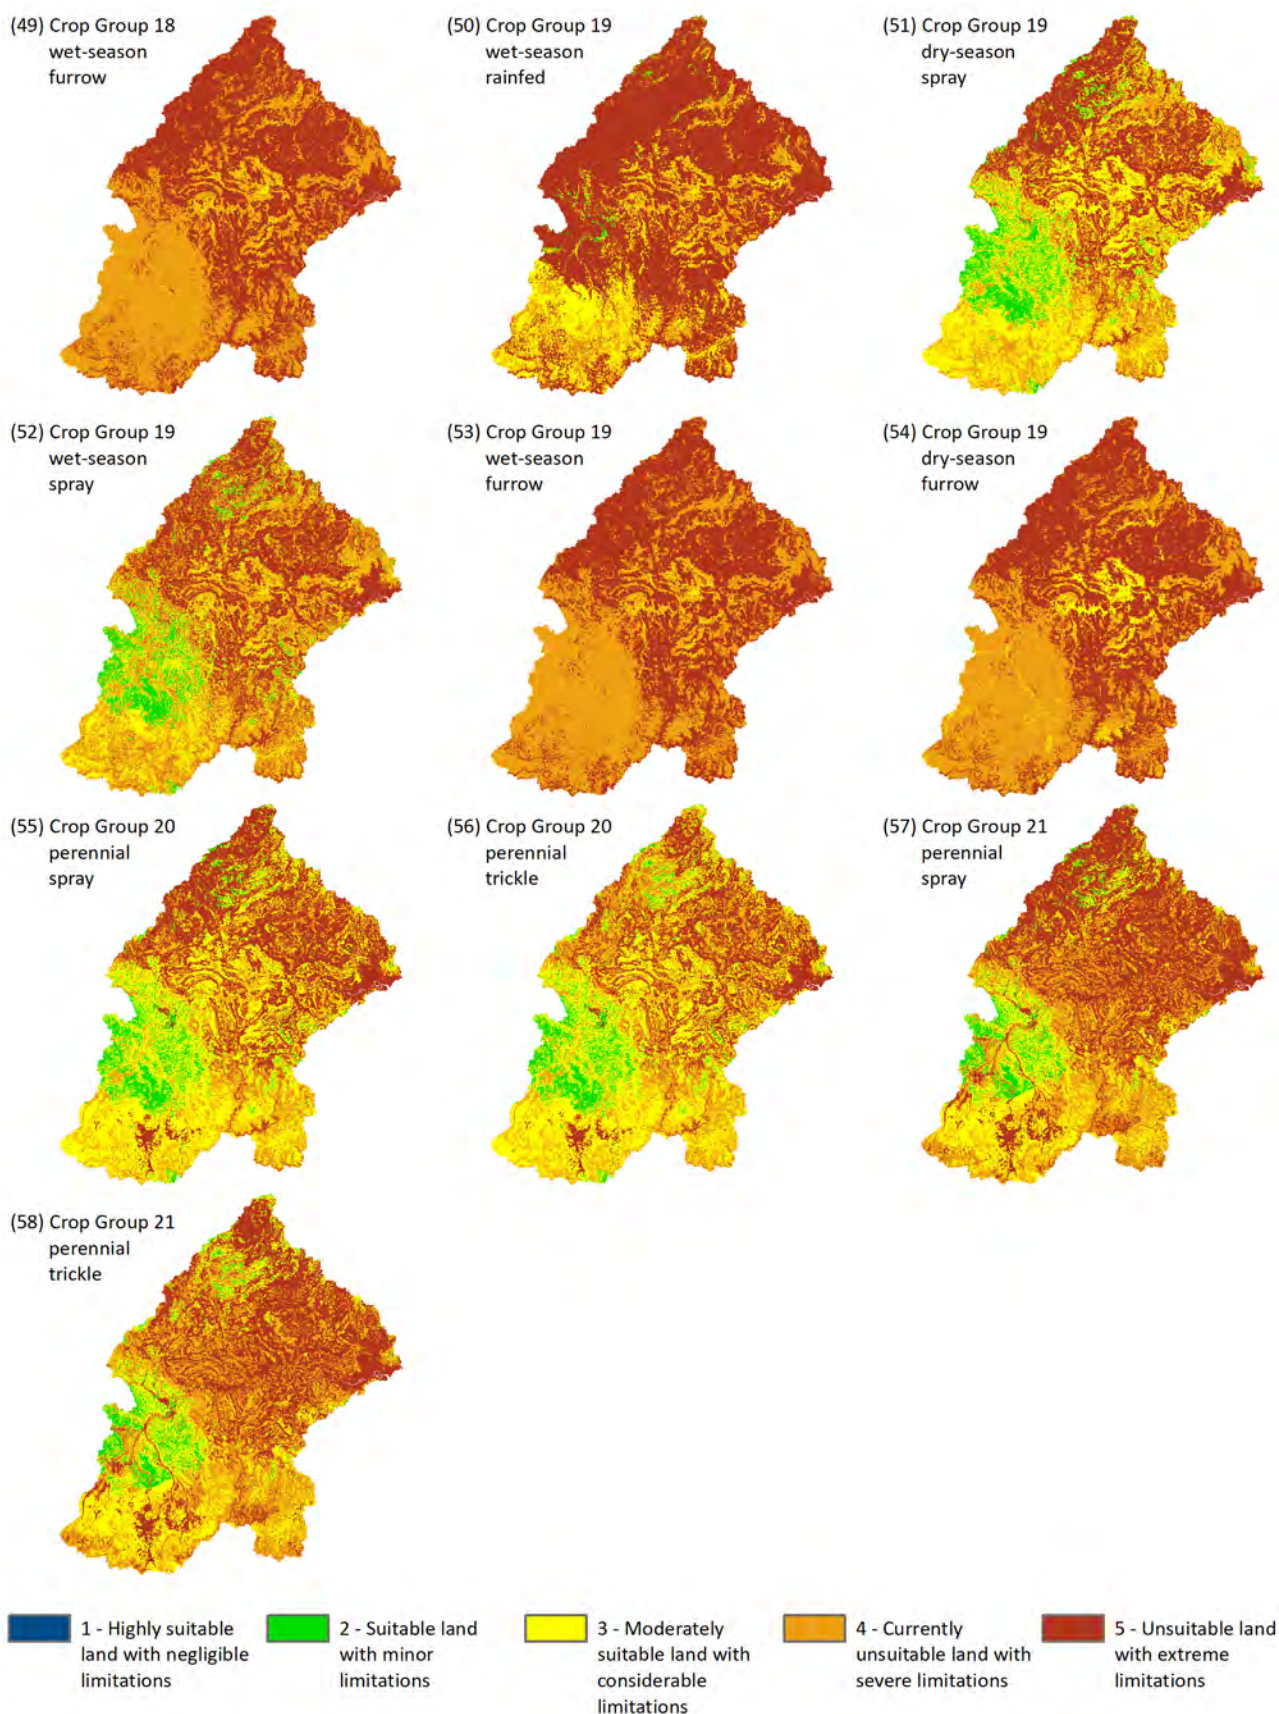 (49) Crop Group 18
wet-season
furrow
(50) Crop Group 19
wet-season
rainfed
(51) Crop Group 19
dry-season
spray
(52) Crop Group 19
wet-season
spray
(53) Crop Group 19
wet-season
furrow
(54) Crop Group 19
dry-season
furrow
(55) Crop Group 20
perennial
spray
(56) Crop Group 20
perennial
trickle
(57) Crop Group 21
perennial
spray
(58) Crop Group 21
perennial
trickle
1 - Highly suitable
land with negligible
limitations
2 - Suitable land
with minor
limitations
3 - Moderately
suitable land with
considerable
limitations
4 - Currently
unsuitable land with
severe limitations
5 - Unsuitable land
with extreme
limitations